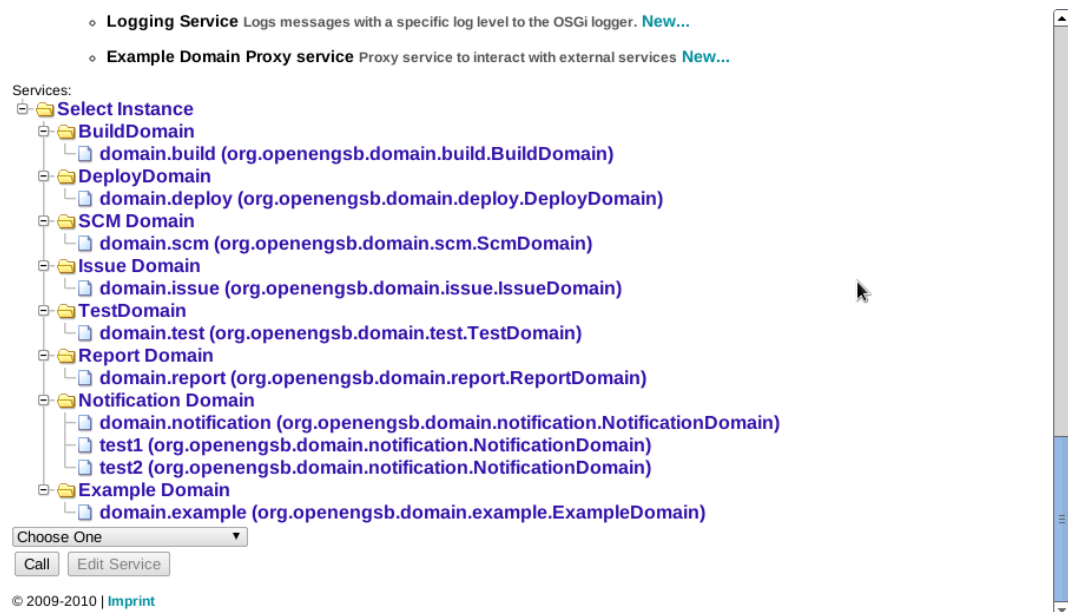 Logging Service Logs messages with a specific log level to the OSGi logger. New...
Example Domain Proxy service Proxy service to interact with external services New...
Services:
Select Instance
BuildDomain
domain.build (org.openengsb.domain.build.BuildDomain)
DeployDomain
domain.deploy (org.openengsb.domain.deploy.DeployDomain)
SCM Domain
domain.scm (org.openengsb.domain.scm.ScmDomain)
Issue Domain
domain.issue (org.openengsb.domain.issue.IssueDomain)
TestDomain
domain.test (org.openengsb.domain.test.TestDomain)
Report Domain
domain.report (org.openengsb.domain.report.ReportDomain)
Notification Domain
domain.notification (org.openengsb.domain.notification.NotificationDomain)
test1 (org.openengsb.domain.notification.NotificationDomain)
test2 (org.openengsb.domain.notification.NotificationDomain)
Example Domain
domain.example (org.openengsb.domain.example.ExampleDomain)
Choose One
Call Edit Service
© 2009-2010 | Imprint